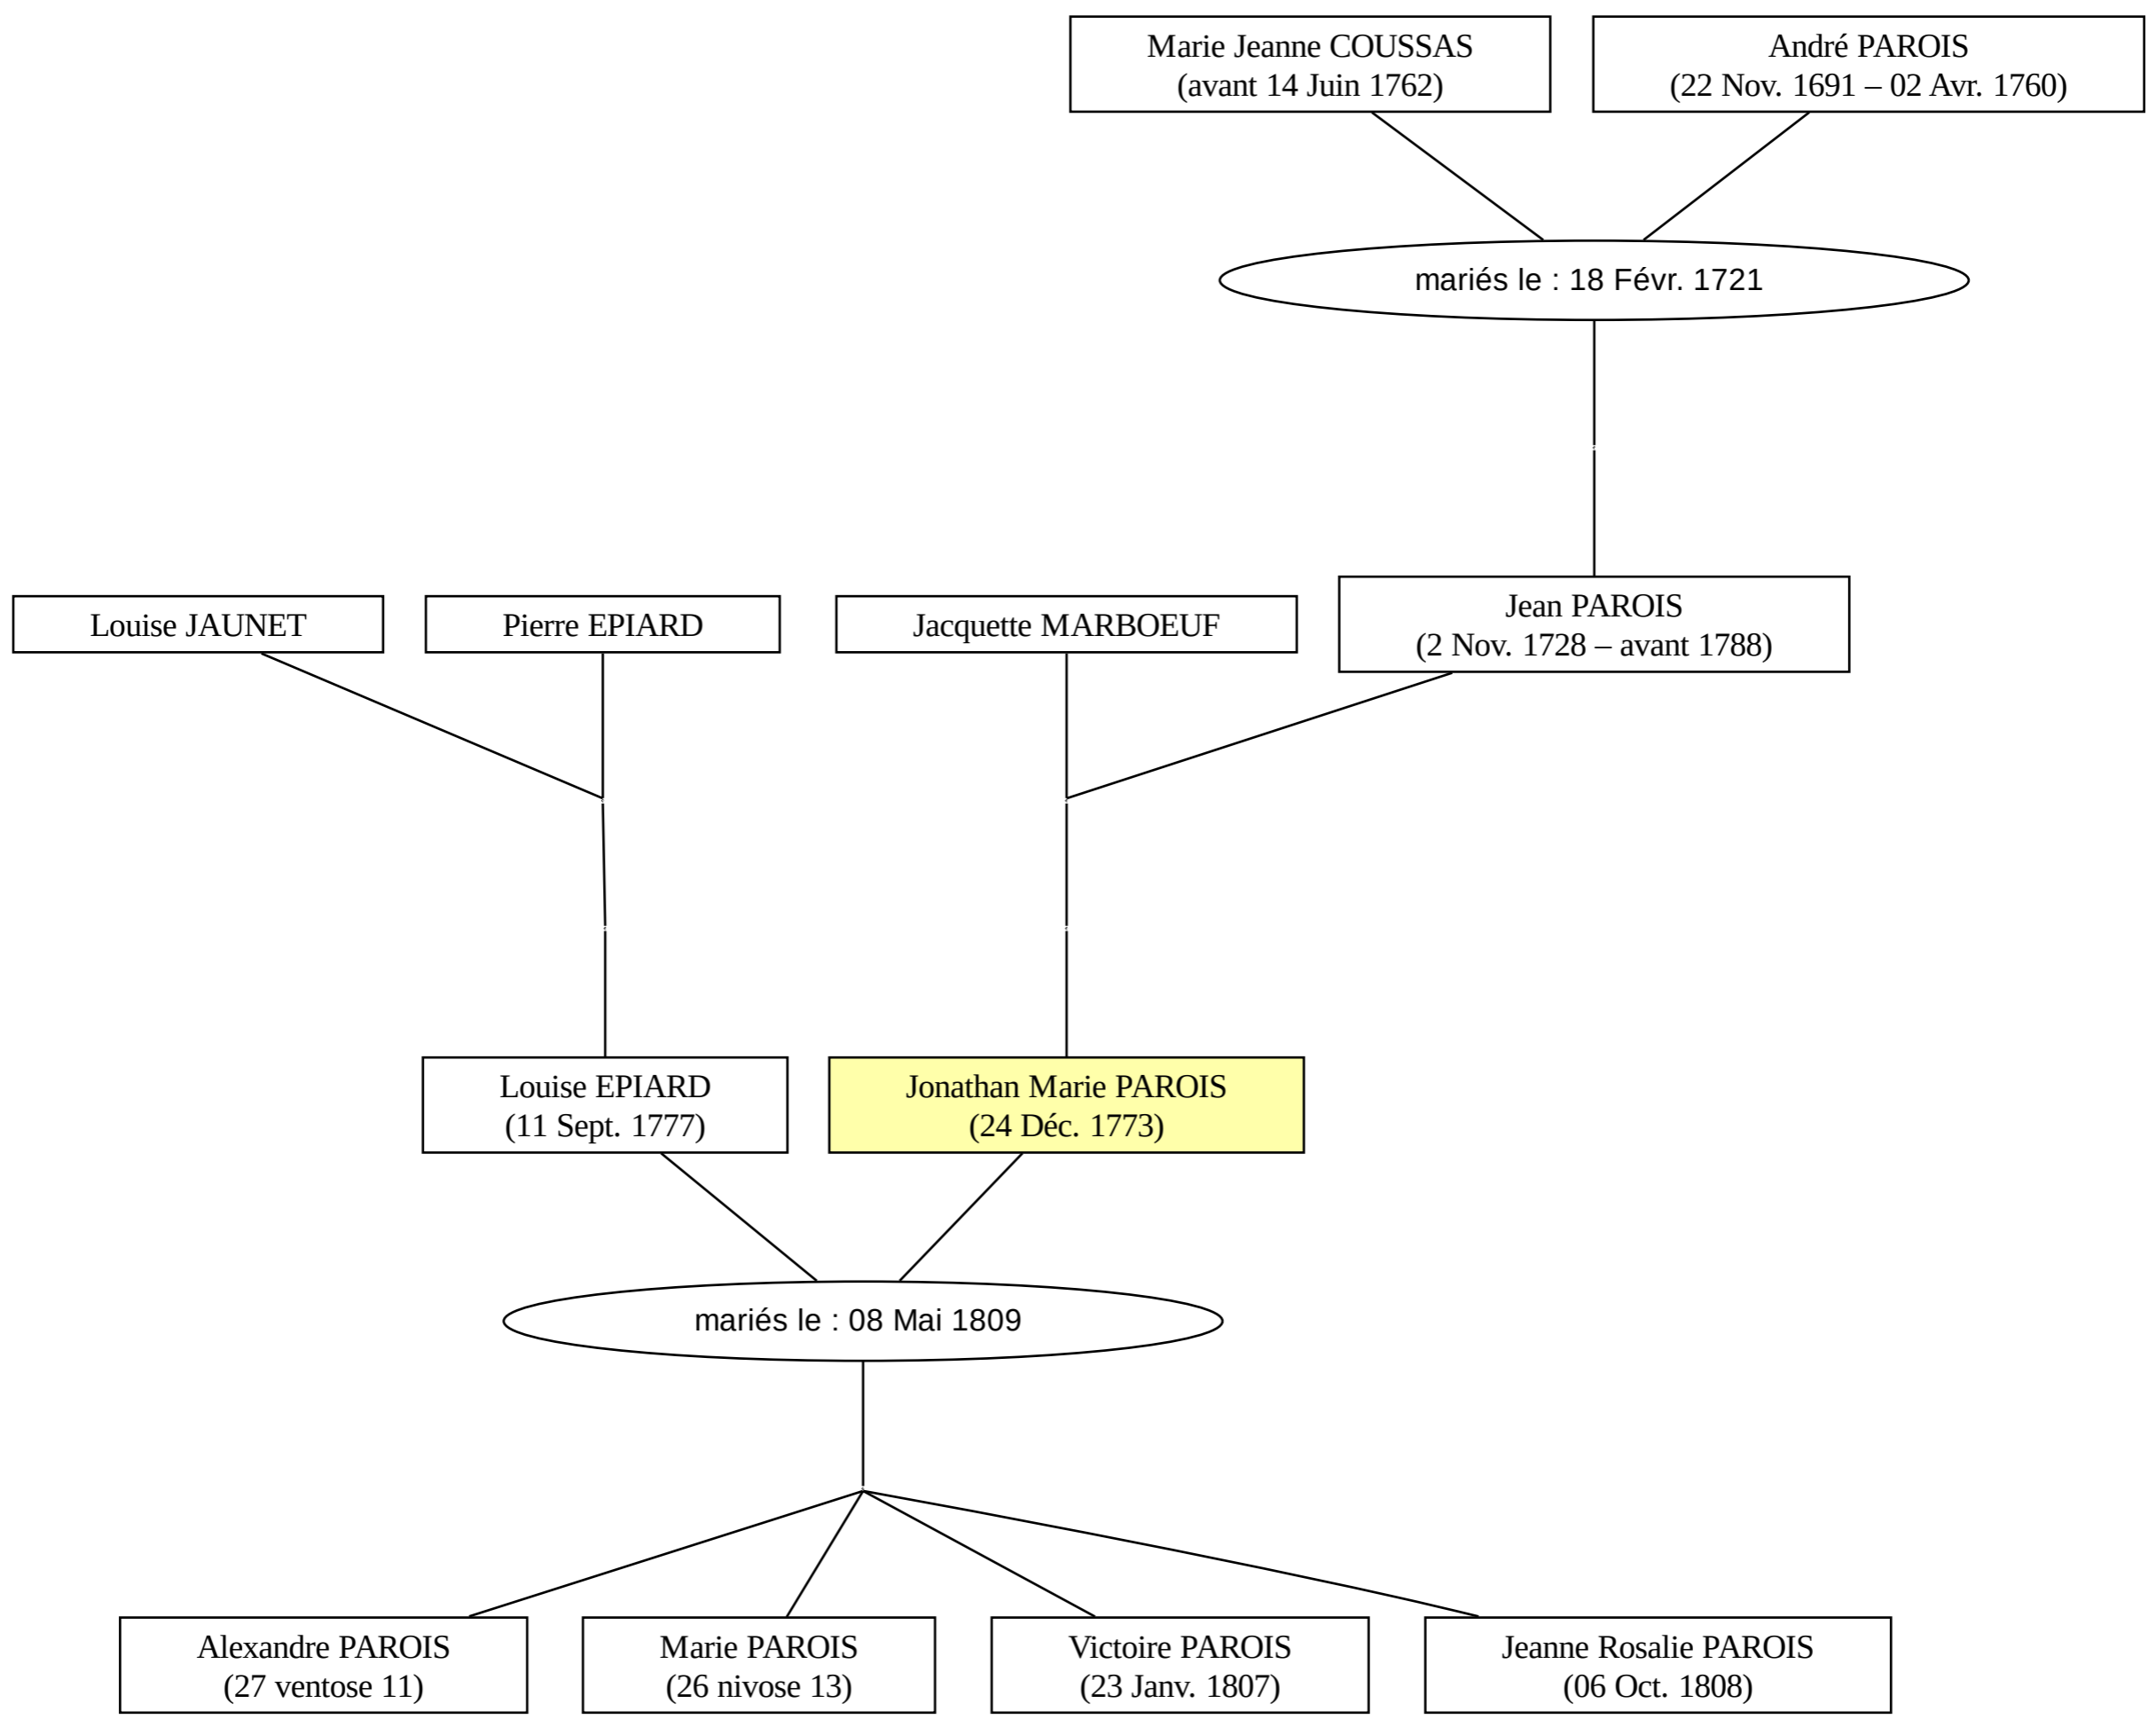 Marie Jeanne COUSSAS
(avant 14 Juin 1762)
André PAROIS
(22 Nov. 1691 – 02 Avr. 1760)
mariés le : 18 Févr. 1721
Louise JAUNET
Pierre EPIARD
Jacquette MARBOEUF
Jean PAROIS
(2 Nov. 1728 – avant 1788)
Louise EPIARD
(11 Sept. 1777)
Jonathan Marie PAROIS
(24 Déc. 1773)
mariés le : 08 Mai 1809
Alexandre PAROIS
(27 ventose 11)
Marie PAROIS
(26 nivose 13)
Victoire PAROIS
(23 Janv. 1807)
Jeanne Rosalie PAROIS
(06 Oct. 1808)